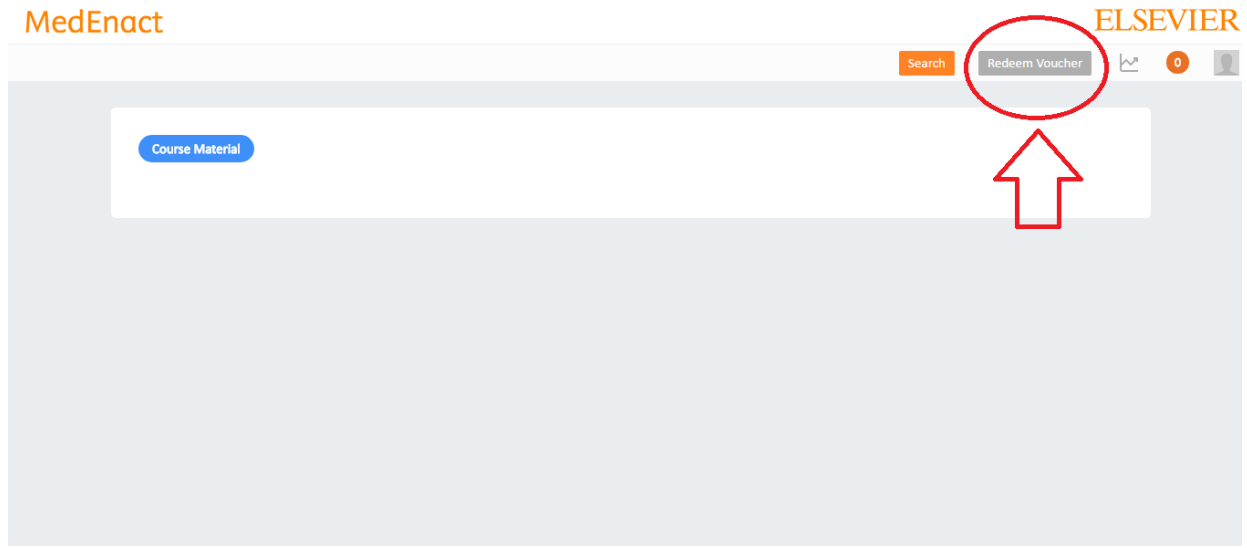 MedEnact
ELSEVIER
Search
Redeem Voucher
0
Course Material